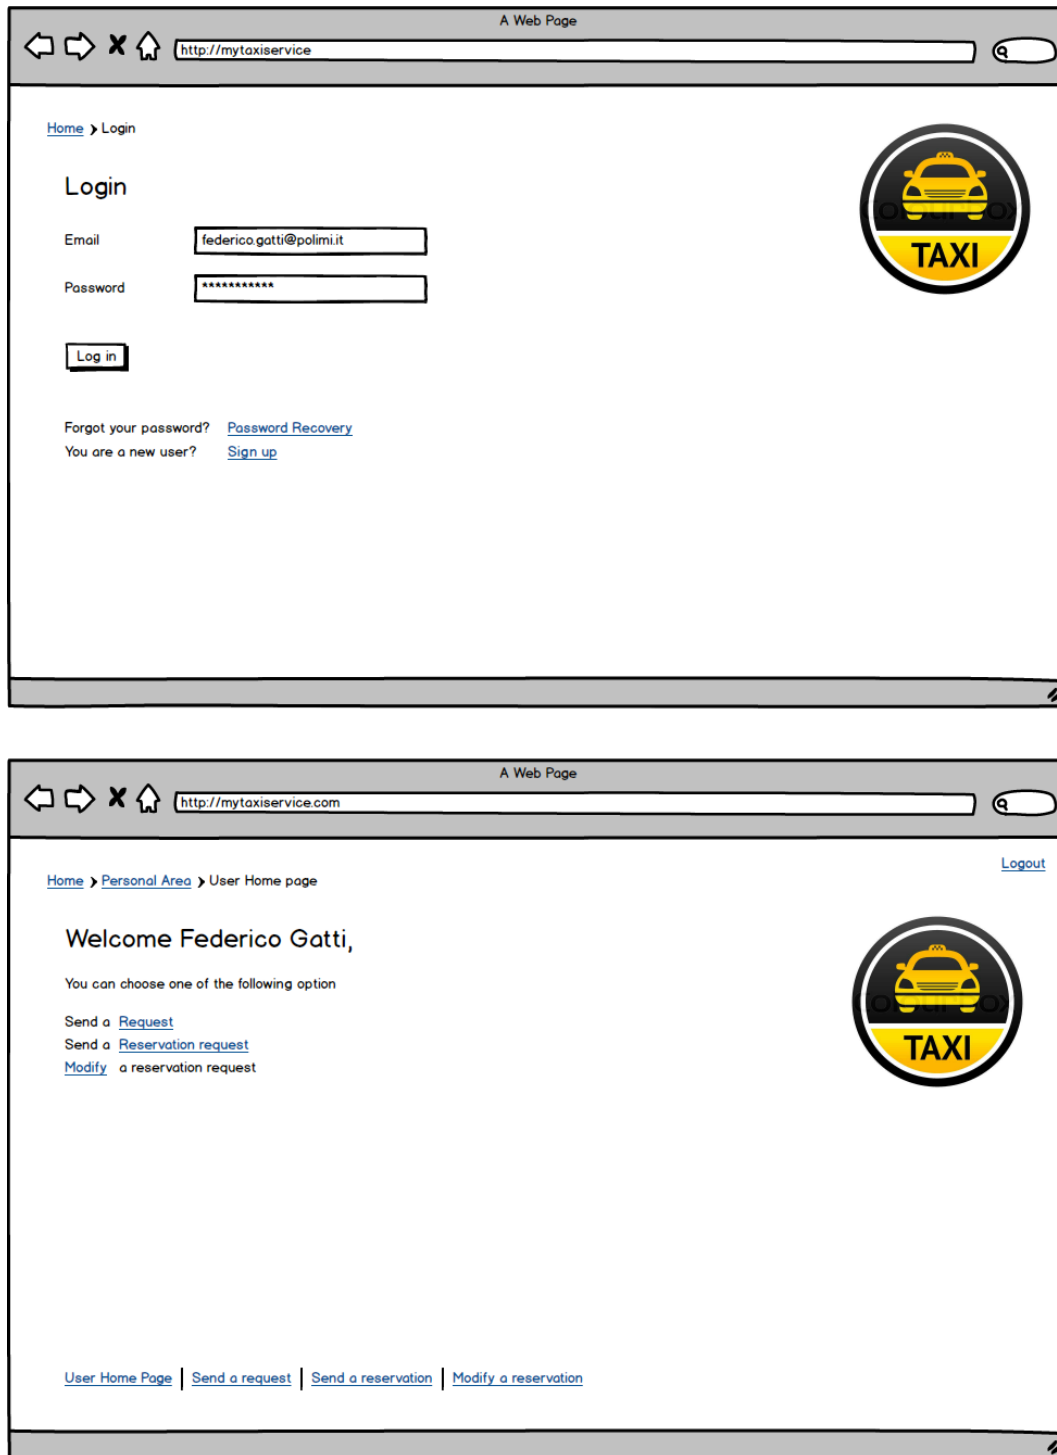 A Web Page
http://mytaxiservice
Home > Login
Login
Email federico.gatti@polimi.it
Password ***********
Log in
Forgot your password? Password Recovery
You are a new user? Sign up
TAXI
A Web Page
http://mytaxiservice.com
Logout
Home > Personal Area > User Home page
Welcome Federico Gatti,
You can choose one of the following option
Send a Request
Send a Reservation request
Modify a reservation request
TAXI
User Home Page | Send a request | Send a reservation | Modify a reservation